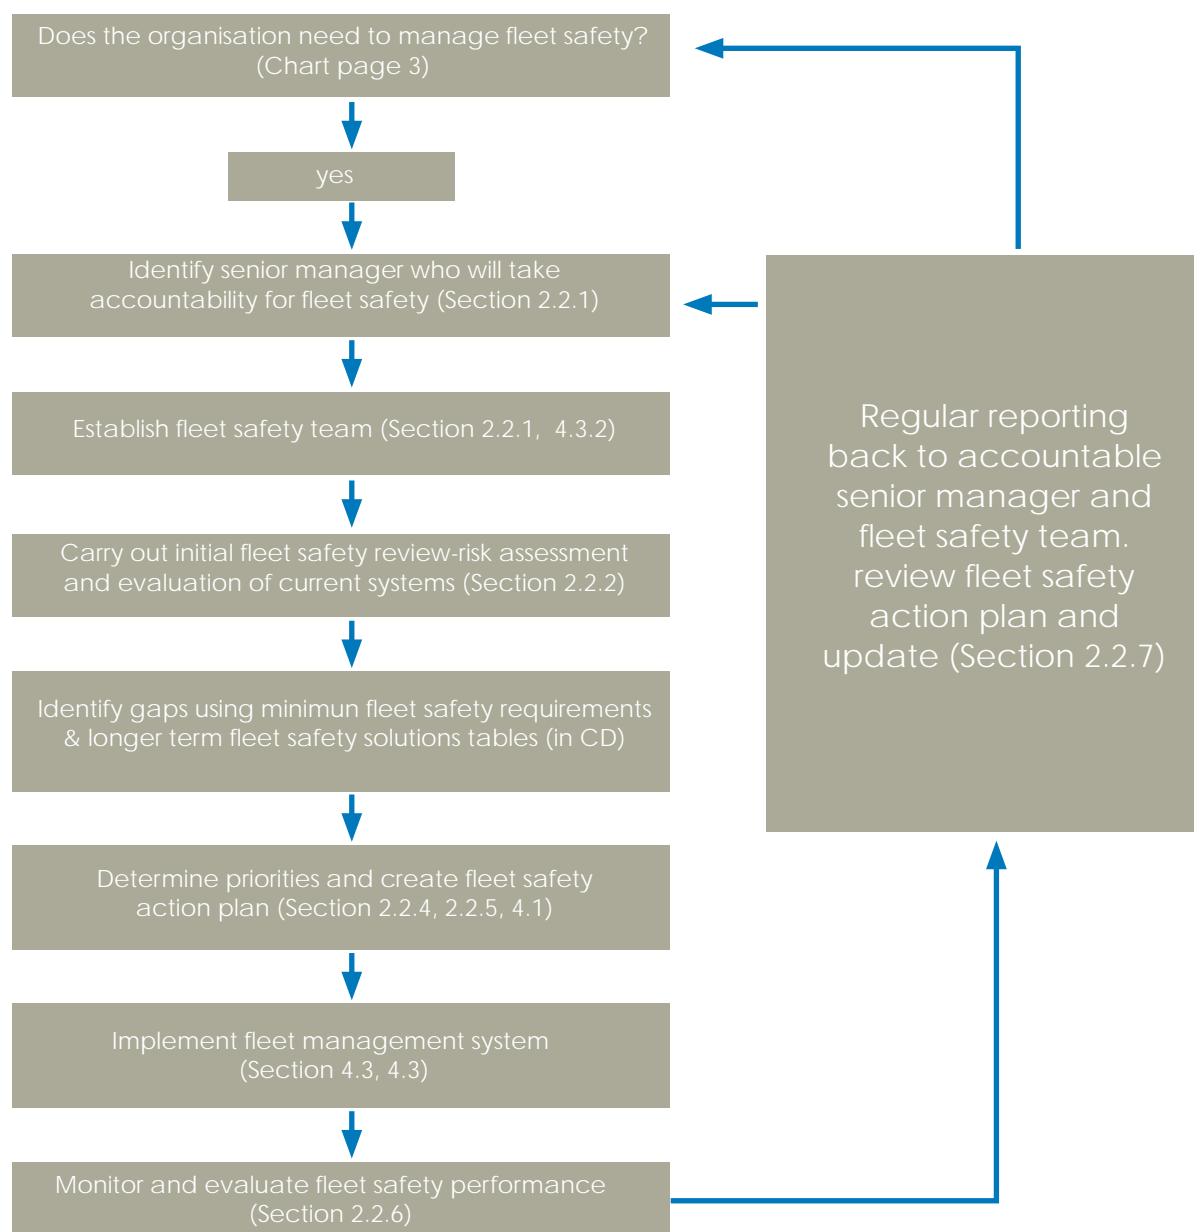 Does the organisation need to manage fleet safety?
(Chart page 3)
yes
Identify senior manager who will take
accountability for fleet safety (Section 2.2.1)
Establish fleet safety team (Section 2.2.1, 4.3.2)
Carry out initial fleet safety review-risk assessment
and evaluation of current systems (Section 2.2.2)
Identify gaps using minimun fleet safety requirements
& longer term fleet safety solutions tables (in CD)
Determine priorities and create fleet safety
action plan (Section 2.2.4, 2.2.5, 4.1)
Implement fleet management system
(Section 4.3, 4.3)
Monitor and evaluate fleet safety performance
(Section 2.2.6)
Regular reporting
back to accountable
senior manager and
fleet safety team.
review fleet safety
action plan and
update (Section 2.2.7)